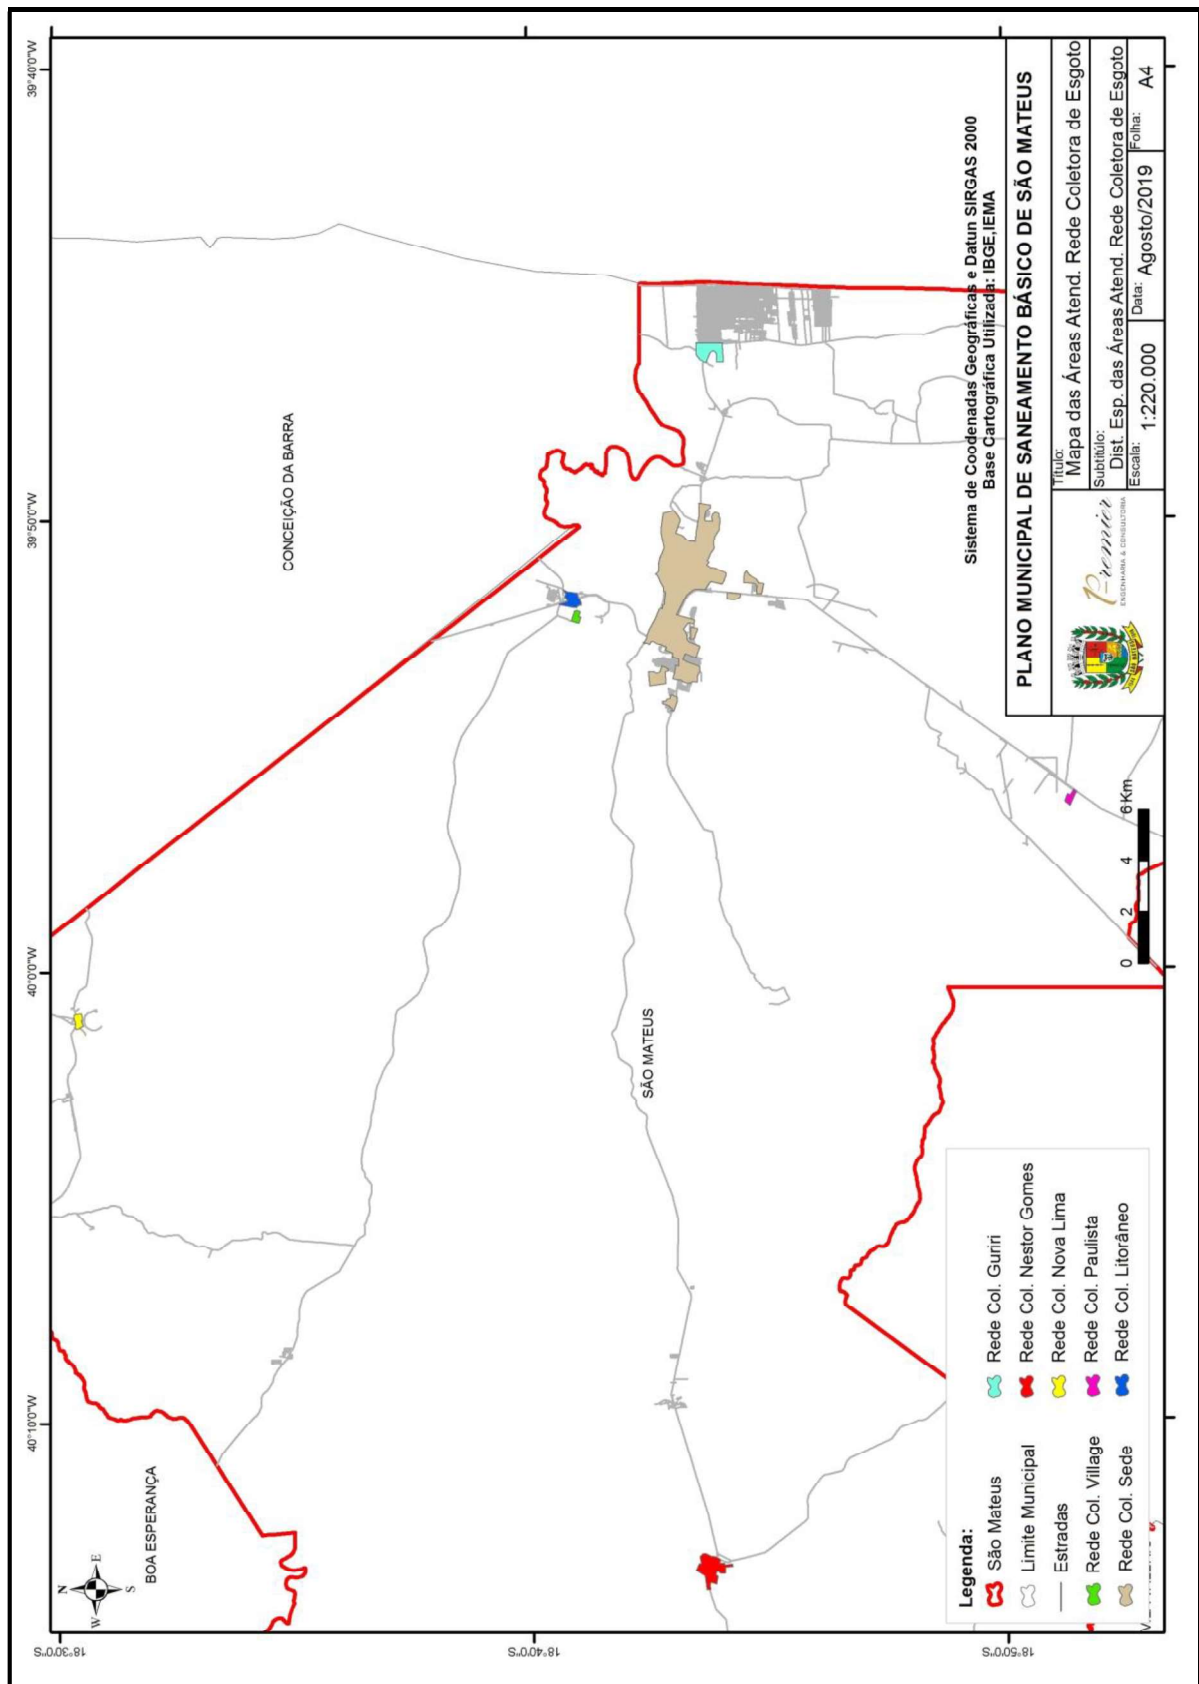 39°40'0"W
39°50'0"W
40°0'0"W
40°10'0"W
18°30'0"S
18°40'0"S
18°50'0"S
N
W
E
S
BOA ESPERANÇA
CONCEIÇÃO DA BARRA
SÃO MATEUS
Legenda:
São Mateus
Limite Municipal
Estradas
Rede Col. Village
Rede Col. Sede
Rede Col. Guriri
Rede Col. Nestor Gomes
Rede Col. Nova Lima
Rede Col. Paulista
Rede Col. Litorâneo
0 2 4 6 Km
Sistema de Coodenadas Geográficas e Datun SIRGAS 2000
Base Cartográfica Utilizada: IBGE,IEMA
PLANO MUNICIPAL DE SANEAMENTO BÁSICO DE SÃO MATEUS
Premier
ENGENHARIA & CONSULTORIA
Título:
Mapa das Áreas Atend. Rede Coletora de Esgoto
Subtitúlo:
Dist. Esp. das Áreas Atend. Rede Coletora de Esgoto
Escala: 1:220.000
Data: Agosto/2019
Folha: A4